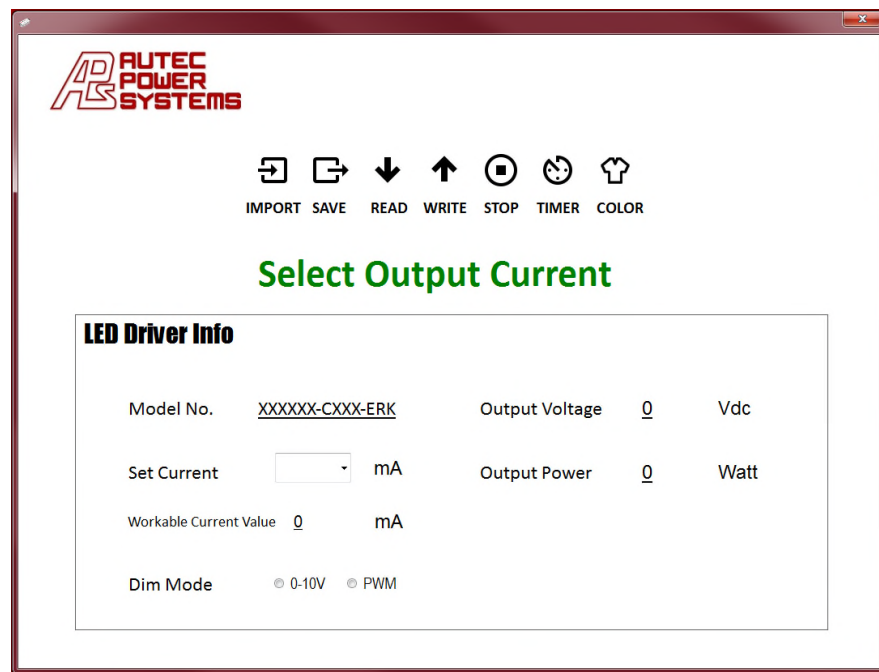 AUTEC
POWER
SYSTEMS
APS
IMPORT SAVE READ WRITE STOP TIMER COLOR
Select Output Current
LED Driver Info
Model No. XXXXXX-CXXX-ERK Output Voltage 0 Vdc
Set Current mA Output Power 0 Watt
Workable Current Value 0 mA
Dim Mode 0-10V PWM